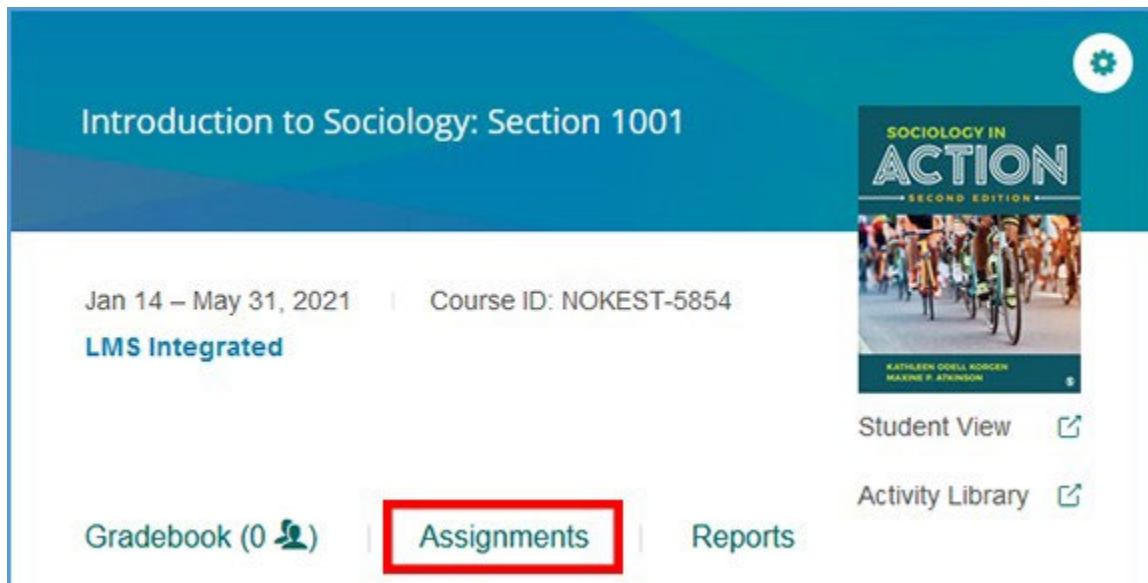 Introduction to Sociology: Section 1001
SOCIOLOGY IN
ACTION
SECOND EDITION
KATHLEEN ODELL KORGEN
MAXINE P. ATKINSON
Jan 14 – May 31, 2021
Course ID: NOKEST-5854
LMS Integrated
Student View
Activity Library
Gradebook (0 )
Assignments
Reports